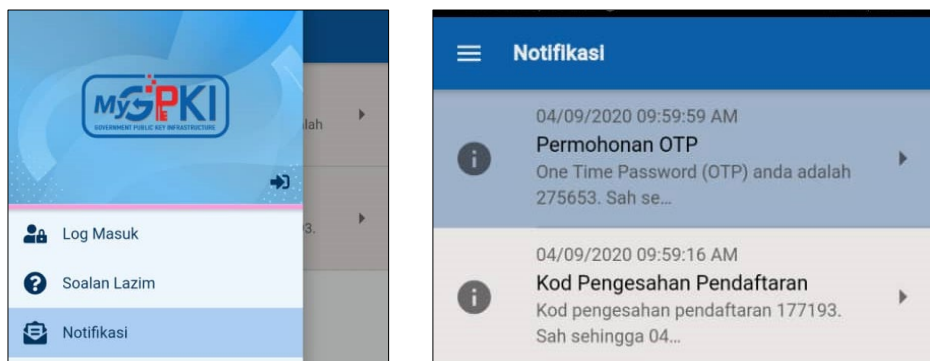 MyGPKI
GOVERNMENT PUBLIC KEY INFRASTRUCTURE
lah
3.
Log Masuk
Soalan Lazim
Notifikasi
Notifikasi
04/09/2020 09:59:59 AM
Permohonan OTP
One Time Password (OTP) anda adalah
275653. Sah se...
04/09/2020 09:59:16 AM
Kod Pengesahan Pendaftaran
Kod pengesahan pendaftaran 177193.
Sah sehingga 04...